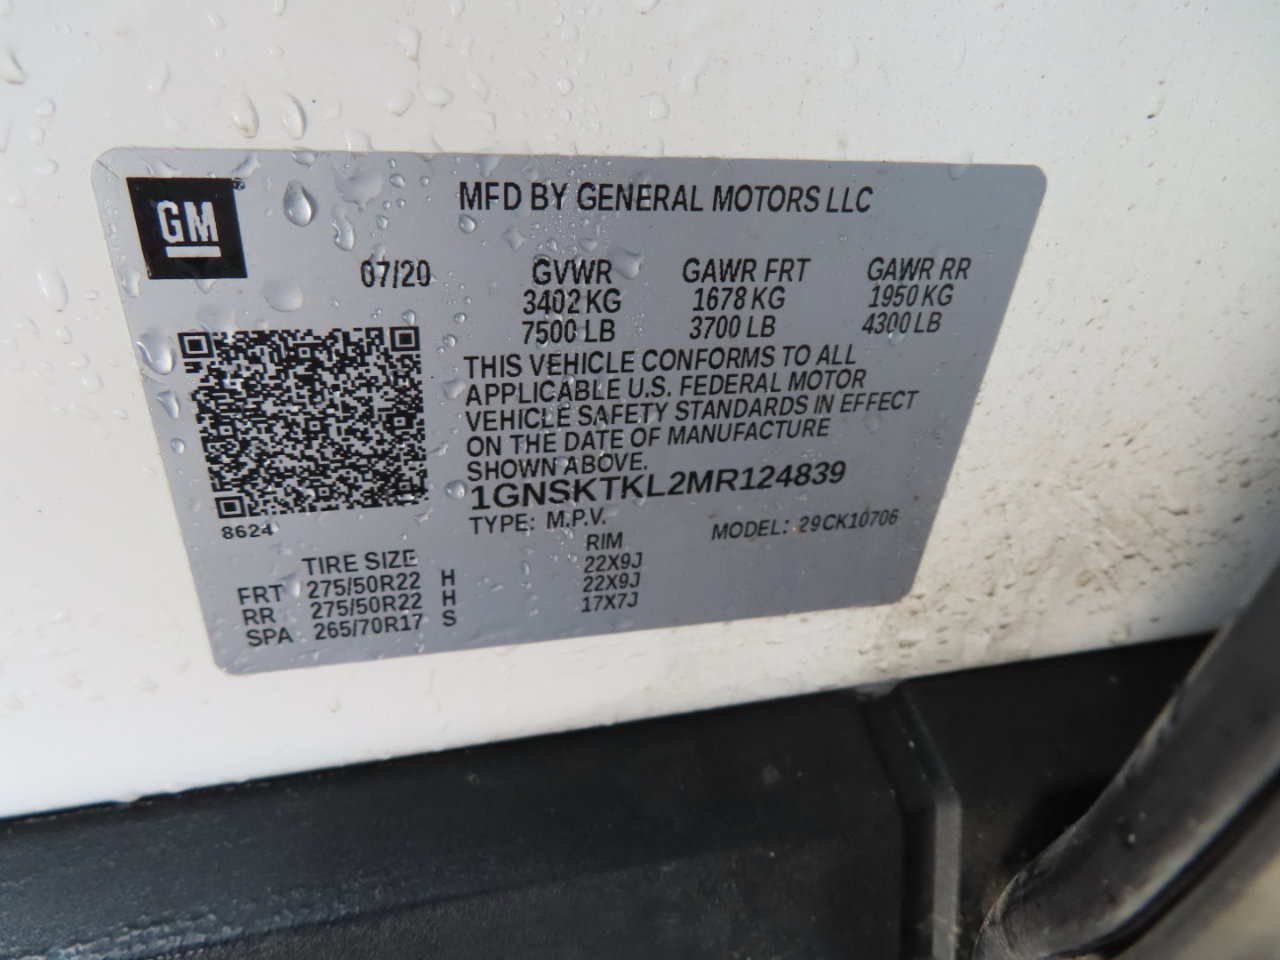 GM
MFD BY GENERAL MOTORS LLC
07/20 GVWR GAWR FRT GAWR RR
3402 KG 1678 KG 1950 KG
7500 LB 3700 LB 4300 LB
THIS VEHICLE CONFORMS TO ALL
APPLICABLE U.S. FEDERAL MOTOR
VEHICLE SAFETY STANDARDS IN EFFECT
ON THE DATE OF MANUFACTURE
SHOWN ABOVE.
1GNSKTKL2MR124839
8624
TYPE: M.P.V. MODEL: 29CK10706
TIRE SIZE RIM
FRT 275/50R22 H 22X9J
RR 275/50R22 H 22X9J
SPA 265/70R17 S 17X7J